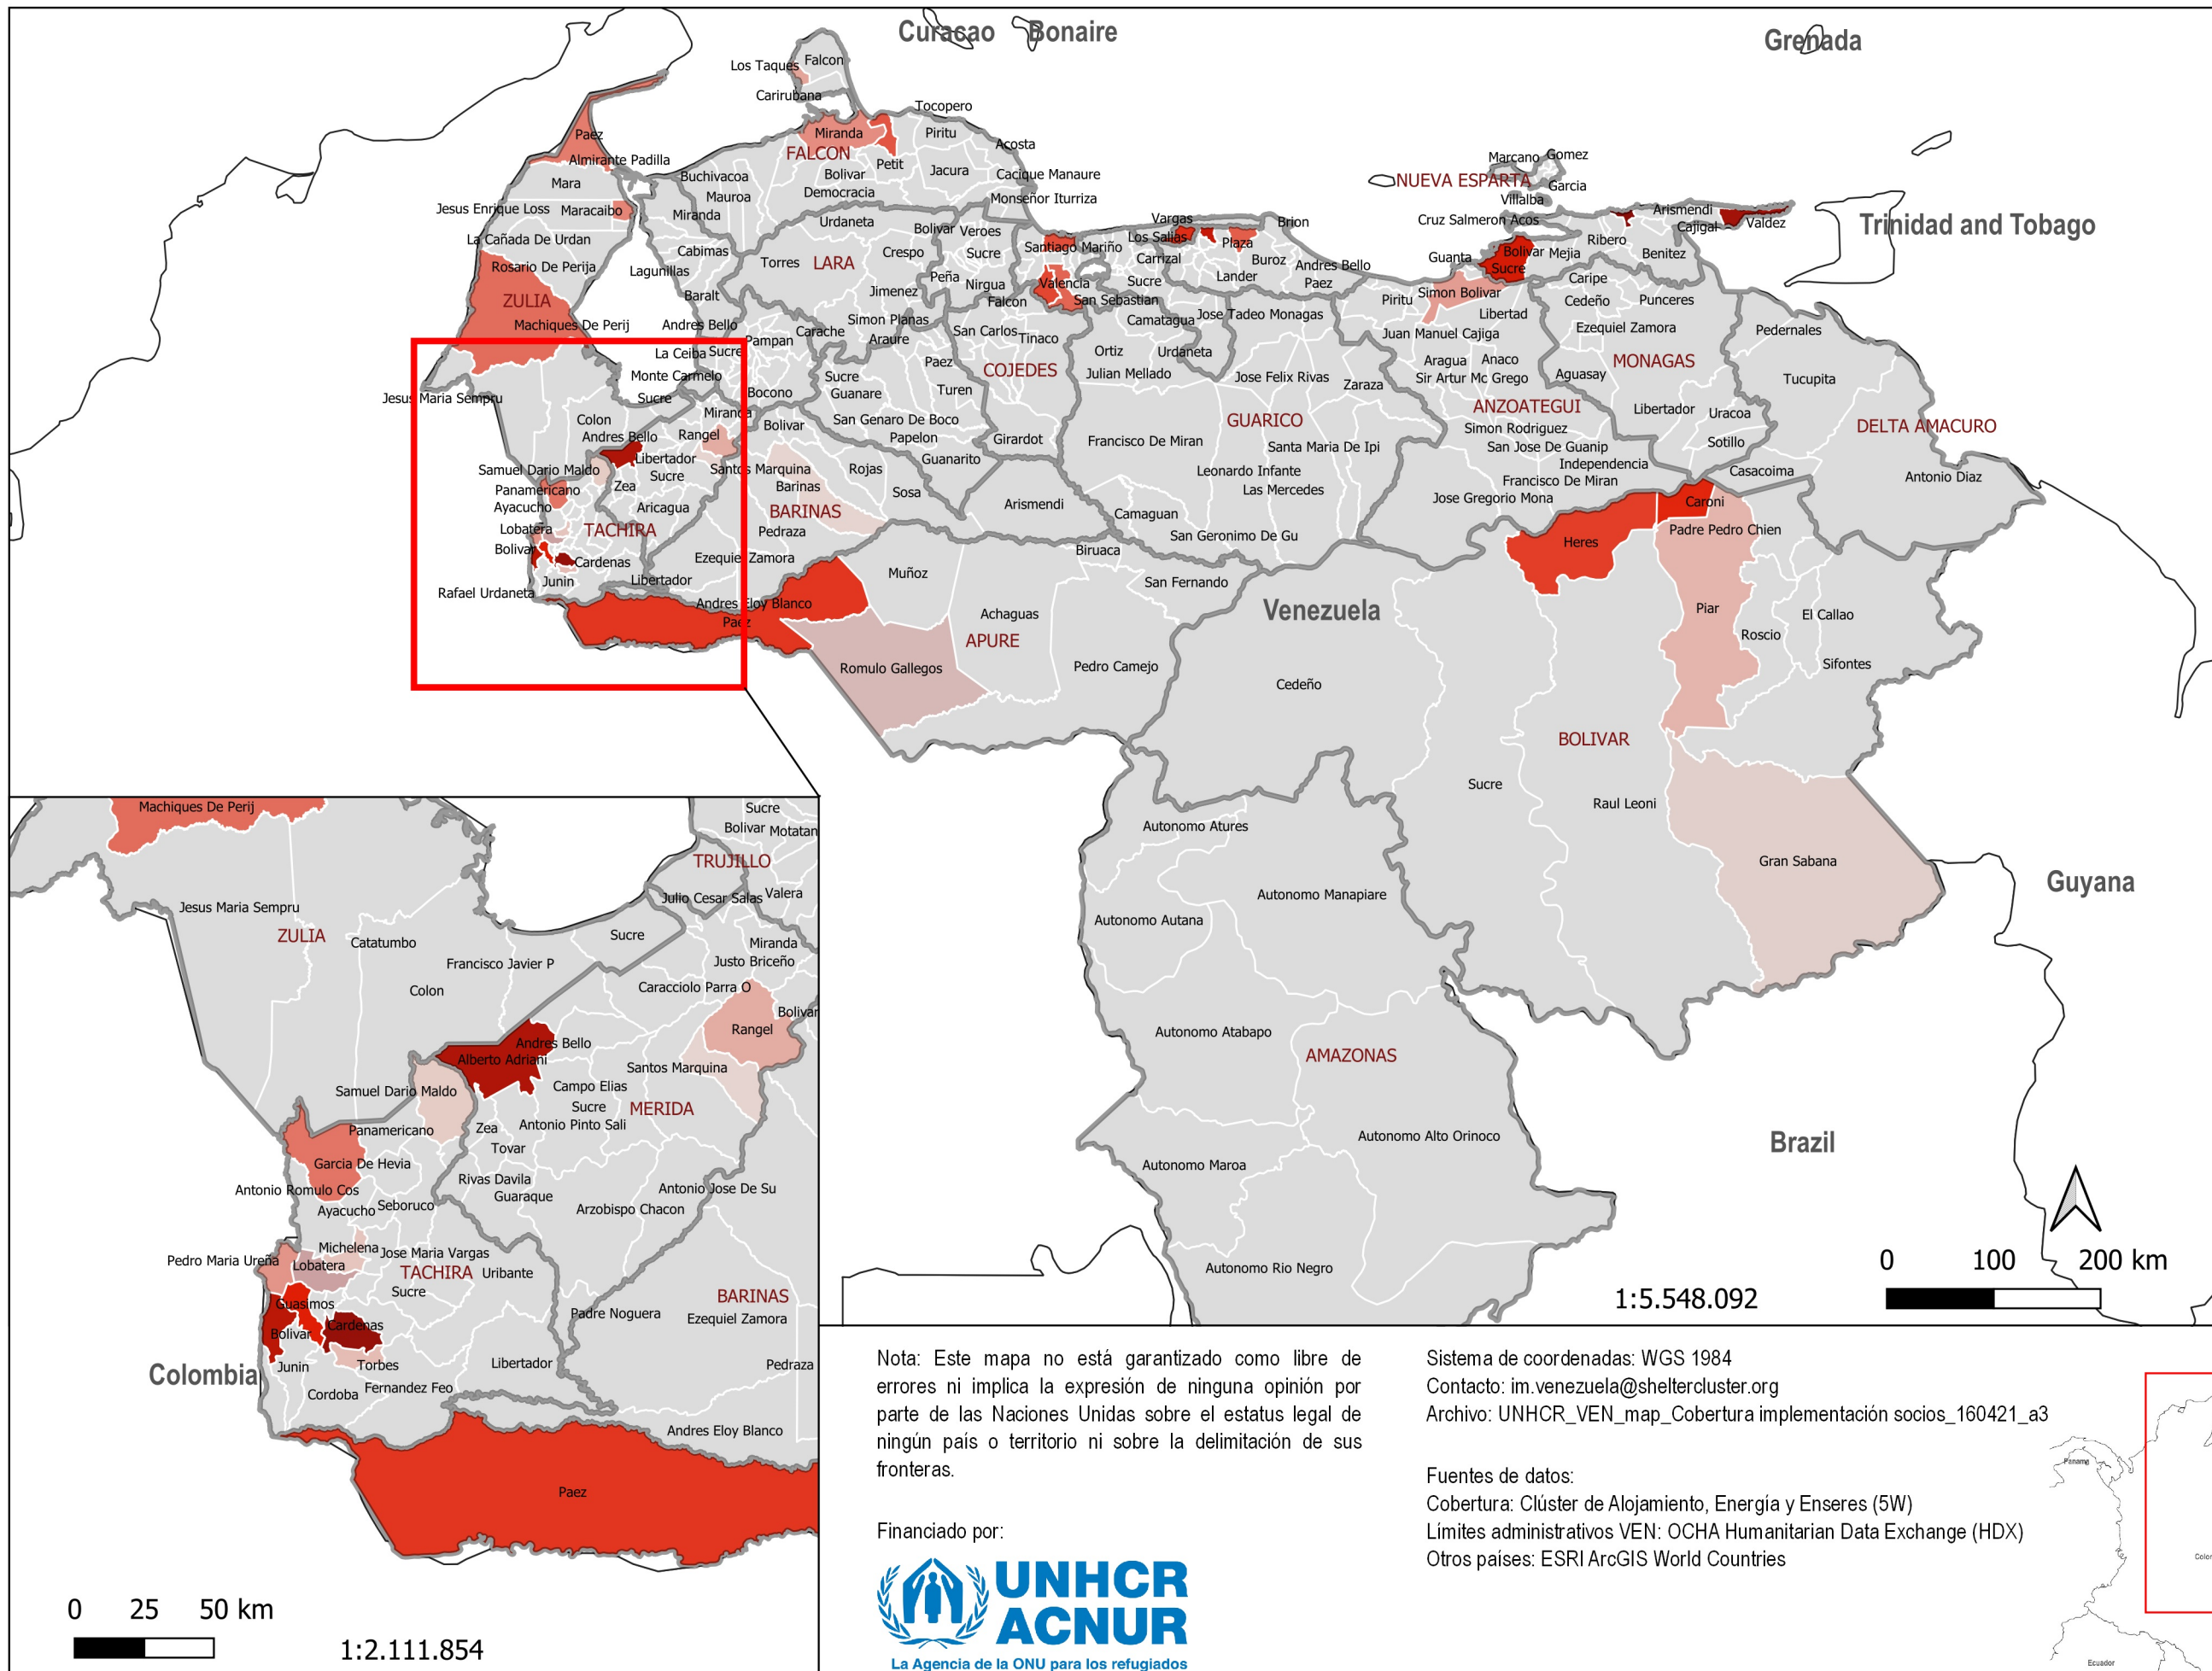 Curacao
Bonaire
Grenada
Los Taques
Falcon
Carirubana
Tocopero
Paez
Miranda
Piritu
FALCON
Acosta
Almirante Padilla
Petit
Marcano
Gomez
Mara
Buchivacoa
Bolivar
Jacura
Cacique Manaure
NUEVA ESPARTA
Garcia
Mauroa
Democracia
Monseñor Iturriza
Villalba
Jesus Enrique Loss
Maracaibo
Miranda
Urdaneta
Vargas
Brion
Cruz Salmeron Acos
Arismendi
Trinidad and Tobago
Bolivar
Veroes
Los Salias
Cajigal
Valdez
La Cañada De Urdan
Cabimas
Crespo
Sucre
Santiago Mariño
Plaza
Ribero
Torres
LARA
Carrizal
Buroz
Guanta
Bolivar
Mejia
Benitez
Rosario De Perija
Lagunillas
Peña
Nirgua
Valencia
Sucre
Lander
Andres Bello
Sucre
Caripe
ZULIA
Baralt
Jimenez
Falcon
San Sebastian
Paez
Piritu
Simon Bolivar
Cedeño
Punceres
Machiques De Perij
Andres Bello
Simon Planas
San Carlos
Camatagua
Jose Tadeo Monagas
Libertad
Ezequiel Zamora
Pedernales
Carache
Araure
Tinaco
Juan Manuel Cajiga
La Ceiba
Sucre
Pampan
Paez
Ortiz
Urdaneta
Aragua
Anaco
MONAGAS
Monte Carmelo
Sucre
COJEDES
Julian Mellado
Jose Felix Rivas
Zaraza
Sir Artur Mc Grego
Aguasay
Tucupita
Jesus Maria Sempru
Sucre
Bocono
Guanare
Turen
Miranda
Colon
Bolivar
San Genaro De Boco
GUARICO
ANZOATEGUI
Libertador
Uracoa
DELTA AMACURO
Andres Bello
Rangel
Papelon
Girardot
Francisco De Miran
Santa Maria De Ipi
Simon Rodriguez
San Jose De Guanip
Sotillo
Libertador
Guanarito
Independencia
Casacoima
Samuel Dario Maldo
Sucre
Santos Marquina
Rojas
Leonardo Infante
Francisco De Miran
Antonio Diaz
Panamericano
Zea
Barinas
Sosa
Las Mercedes
Jose Gregorio Mona
Ayacucho
Aricagua
BARINAS
Arismendi
Camaguan
Caroni
Lobatera
TACHIRA
Pedraza
San Geronimo De Gu
Heres
Padre Pedro Chien
Bolivar
Cardenas
Ezequiel Zamora
Biruaca
Junin
Libertador
Muñoz
San Fernando
Rafael Urdaneta
Andres Eloy Blanco
Venezuela
Achaguas
Piar
El Callao
Paez
APURE
Roscio
Romulo Gallegos
Pedro Camejo
Sifontes
Cedeño
BOLIVAR
Sucre
Raul Leoni
Autonomo Atures
Gran Sabana
Guyana
Autonomo Manapiare
Autonomo Autana
Autonomo Atabapo
AMAZONAS
Autonomo Alto Orinoco
Brazil
Autonomo Maroa
Autonomo Rio Negro
0 100 200 km
1:5.548.092
Machiques De Perij
Sucre
Bolivar
Motatan
TRUJILLO
Julio Cesar Salas
Valera
Jesus Maria Sempru
ZULIA
Catatumbo
Sucre
Miranda
Francisco Javier P
Justo Briceño
Colon
Caracciolo Parra O
Bolivar
Rangel
Andres Bello
Alberto Adriani
Santos Marquina
Samuel Dario Maldo
Campo Elias
Sucre
MERIDA
Panamericano
Zea
Antonio Pinto Sali
Tovar
Garcia De Hevia
Rivas Davila
Antonio Romulo Cos
Guaraque
Antonio Jose De Su
Ayacucho
Seboruco
Arzobispo Chacon
Michelena
Jose Maria Vargas
Pedro Maria Ureña
Lobatera
TACHIRA
Uribante
Sucre
BARINAS
Guasimos
Padre Noguera
Ezequiel Zamora
Cardenas
Bolivar
Colombia
Junin
Torbes
Libertador
Pedraza
Cordoba
Fernandez Feo
Andres Eloy Blanco
Paez
0 25 50 km
1:2.111.854
Nota: Este mapa no está garantizado como libre de
errores ni implica la expresión de ninguna opinión por
parte de las Naciones Unidas sobre el estatus legal de
ningún país o territorio ni sobre la delimitación de sus
fronteras.
Financiado por:
UNHCR
ACNUR
La Agencia de la ONU para los refugiados
Sistema de coordenadas: WGS 1984
Contacto: im.venezuela@sheltercluster.org
Archivo: UNHCR_VEN_map_Cobertura implementación socios_160421_a3
Fuentes de datos:
Cobertura: Clúster de Alojamiento, Energía y Enseres (5W)
Límites administrativos VEN: OCHA Humanitarian Data Exchange (HDX)
Otros países: ESRI ArcGIS World Countries
Panama
Ecuador